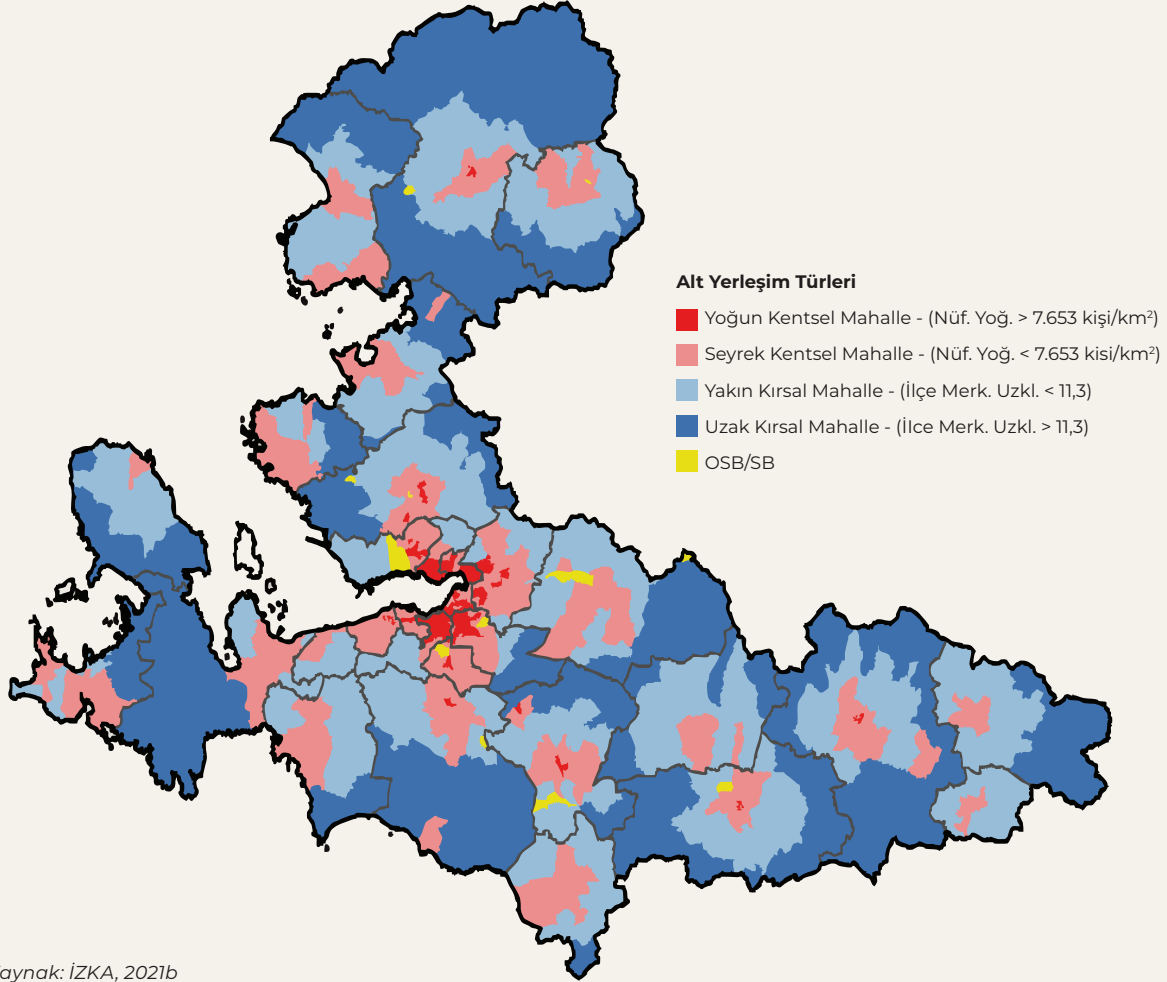 Alt Yerleşim Türleri
Yoğun Kentsel Mahalle - (Nüf. Yoğ. > 7.653 kişi/km²)
Seyrek Kentsel Mahalle - (Nüf. Yoğ. < 7.653 kisi/km²)
Yakın Kırsal Mahalle - (İlçe Merk. Uzkl. < 11,3)
Uzak Kırsal Mahalle - (İlce Merk. Uzkl. > 11,3)
OSB/SB
aynak: İZKA, 2021b